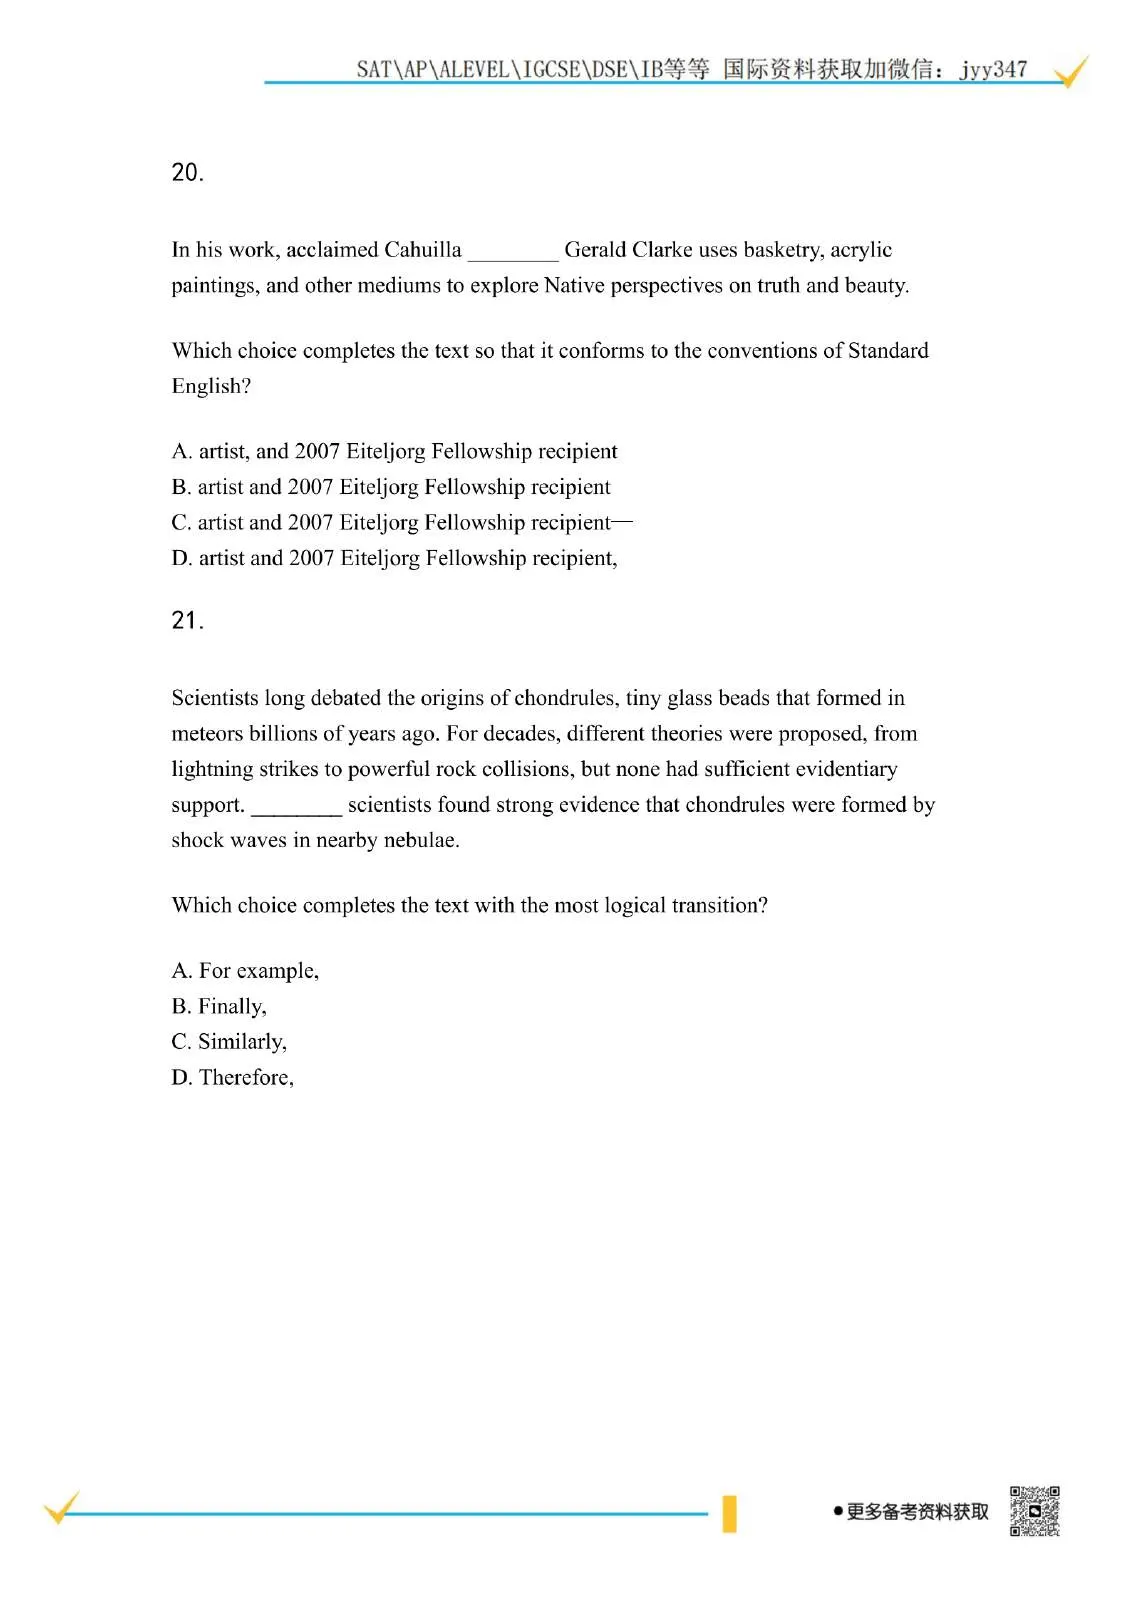 SAT\AP\ALEVEL\IGCSE\DSE\IB等等 国际资料获取加微信：jyy347
20.
In his work, acclaimed Cahuilla ________ Gerald Clarke uses basketry, acrylic
paintings, and other mediums to explore Native perspectives on truth and beauty.
Which choice completes the text so that it conforms to the conventions of Standard
English?
A. artist, and 2007 Eiteljorg Fellowship recipient
B. artist and 2007 Eiteljorg Fellowship recipient
C. artist and 2007 Eiteljorg Fellowship recipient—
D. artist and 2007 Eiteljorg Fellowship recipient,
21.
Scientists long debated the origins of chondrules, tiny glass beads that formed in
meteors billions of years ago. For decades, different theories were proposed, from
lightning strikes to powerful rock collisions, but none had sufficient evidentiary
support. ________ scientists found strong evidence that chondrules were formed by
shock waves in nearby nebulae.
Which choice completes the text with the most logical transition?
A. For example,
B. Finally,
C. Similarly,
D. Therefore,
●更多备考资料获取